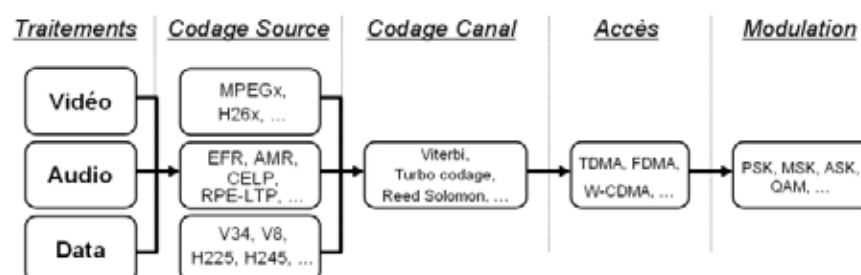 Traitements
Codage Source
Codage Canal
Accès
Modulation
Vidéo
Audio
Data
MPEGx,
H26x, ...
EFR, AMR,
CELP,
RPE-LTP, ...
V34, V8,
H225, H245, ...
Viterbi,
Turbo codage,
Reed Solomon, ...
TDMA, FDMA,
W-CDMA, ...
PSK, MSK, ASK,
QAM, ...